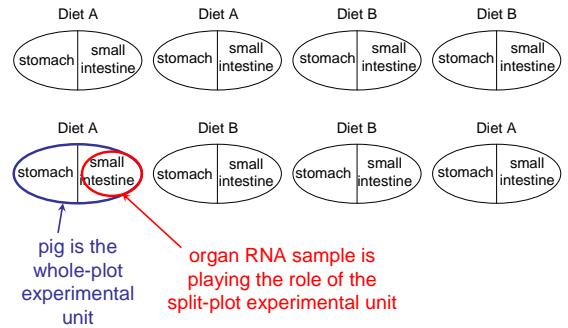 Diet A Diet A Diet B Diet B
stomach small intestine stomach small intestine stomach small intestine stomach small intestine
Diet A Diet B Diet B Diet A
stomach small intestine stomach small intestine stomach small intestine stomach small intestine
pig is the
whole-plot
experimental
unit
organ RNA sample is
playing the role of the
split-plot experimental unit